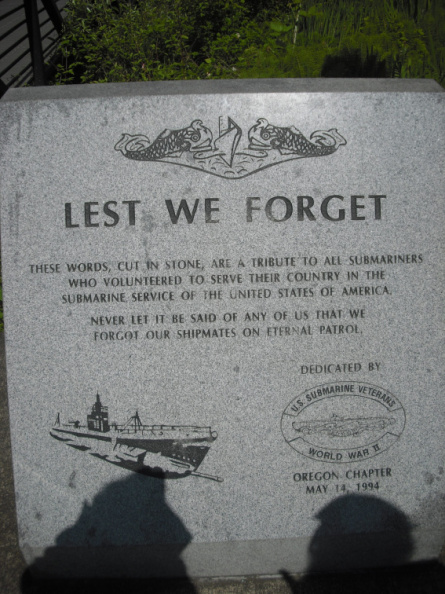 LEST WE FORGET
THESE WORDS, CUT IN STONE, ARE A TRIBUTE TO ALL SUBMARINERS
WHO VOLUNTEERED TO SERVE THEIR COUNTRY IN THE
SUBMARINE SERVICE OF THE UNITED STATES OF AMERICA.
NEVER LET IT BE SAID OF ANY OF US THAT WE
FORGOT OUR SHIPMATES ON ETERNAL PATROL.
DEDICATED BY
U.S. SUBMARINE VETERANS
WORLD WAR II
OREGON CHAPTER
MAY 14, 1994